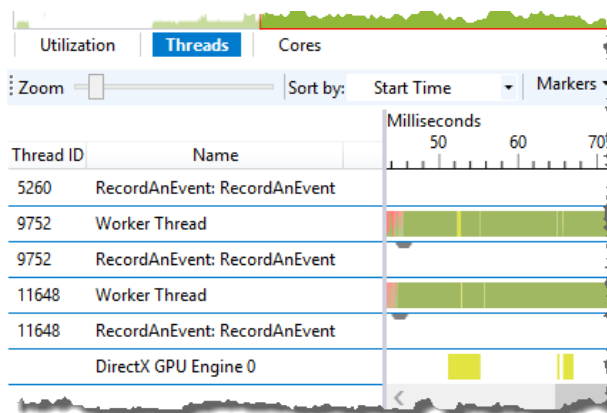 Utilization Threads Cores
Zoom Sort by: Start Time Markers
Milliseconds
50 60 70
Thread ID Name
5260 RecordAnEvent: RecordAnEvent
9752 Worker Thread
9752 RecordAnEvent: RecordAnEvent
11648 Worker Thread
11648 RecordAnEvent: RecordAnEvent
DirectX GPU Engine 0